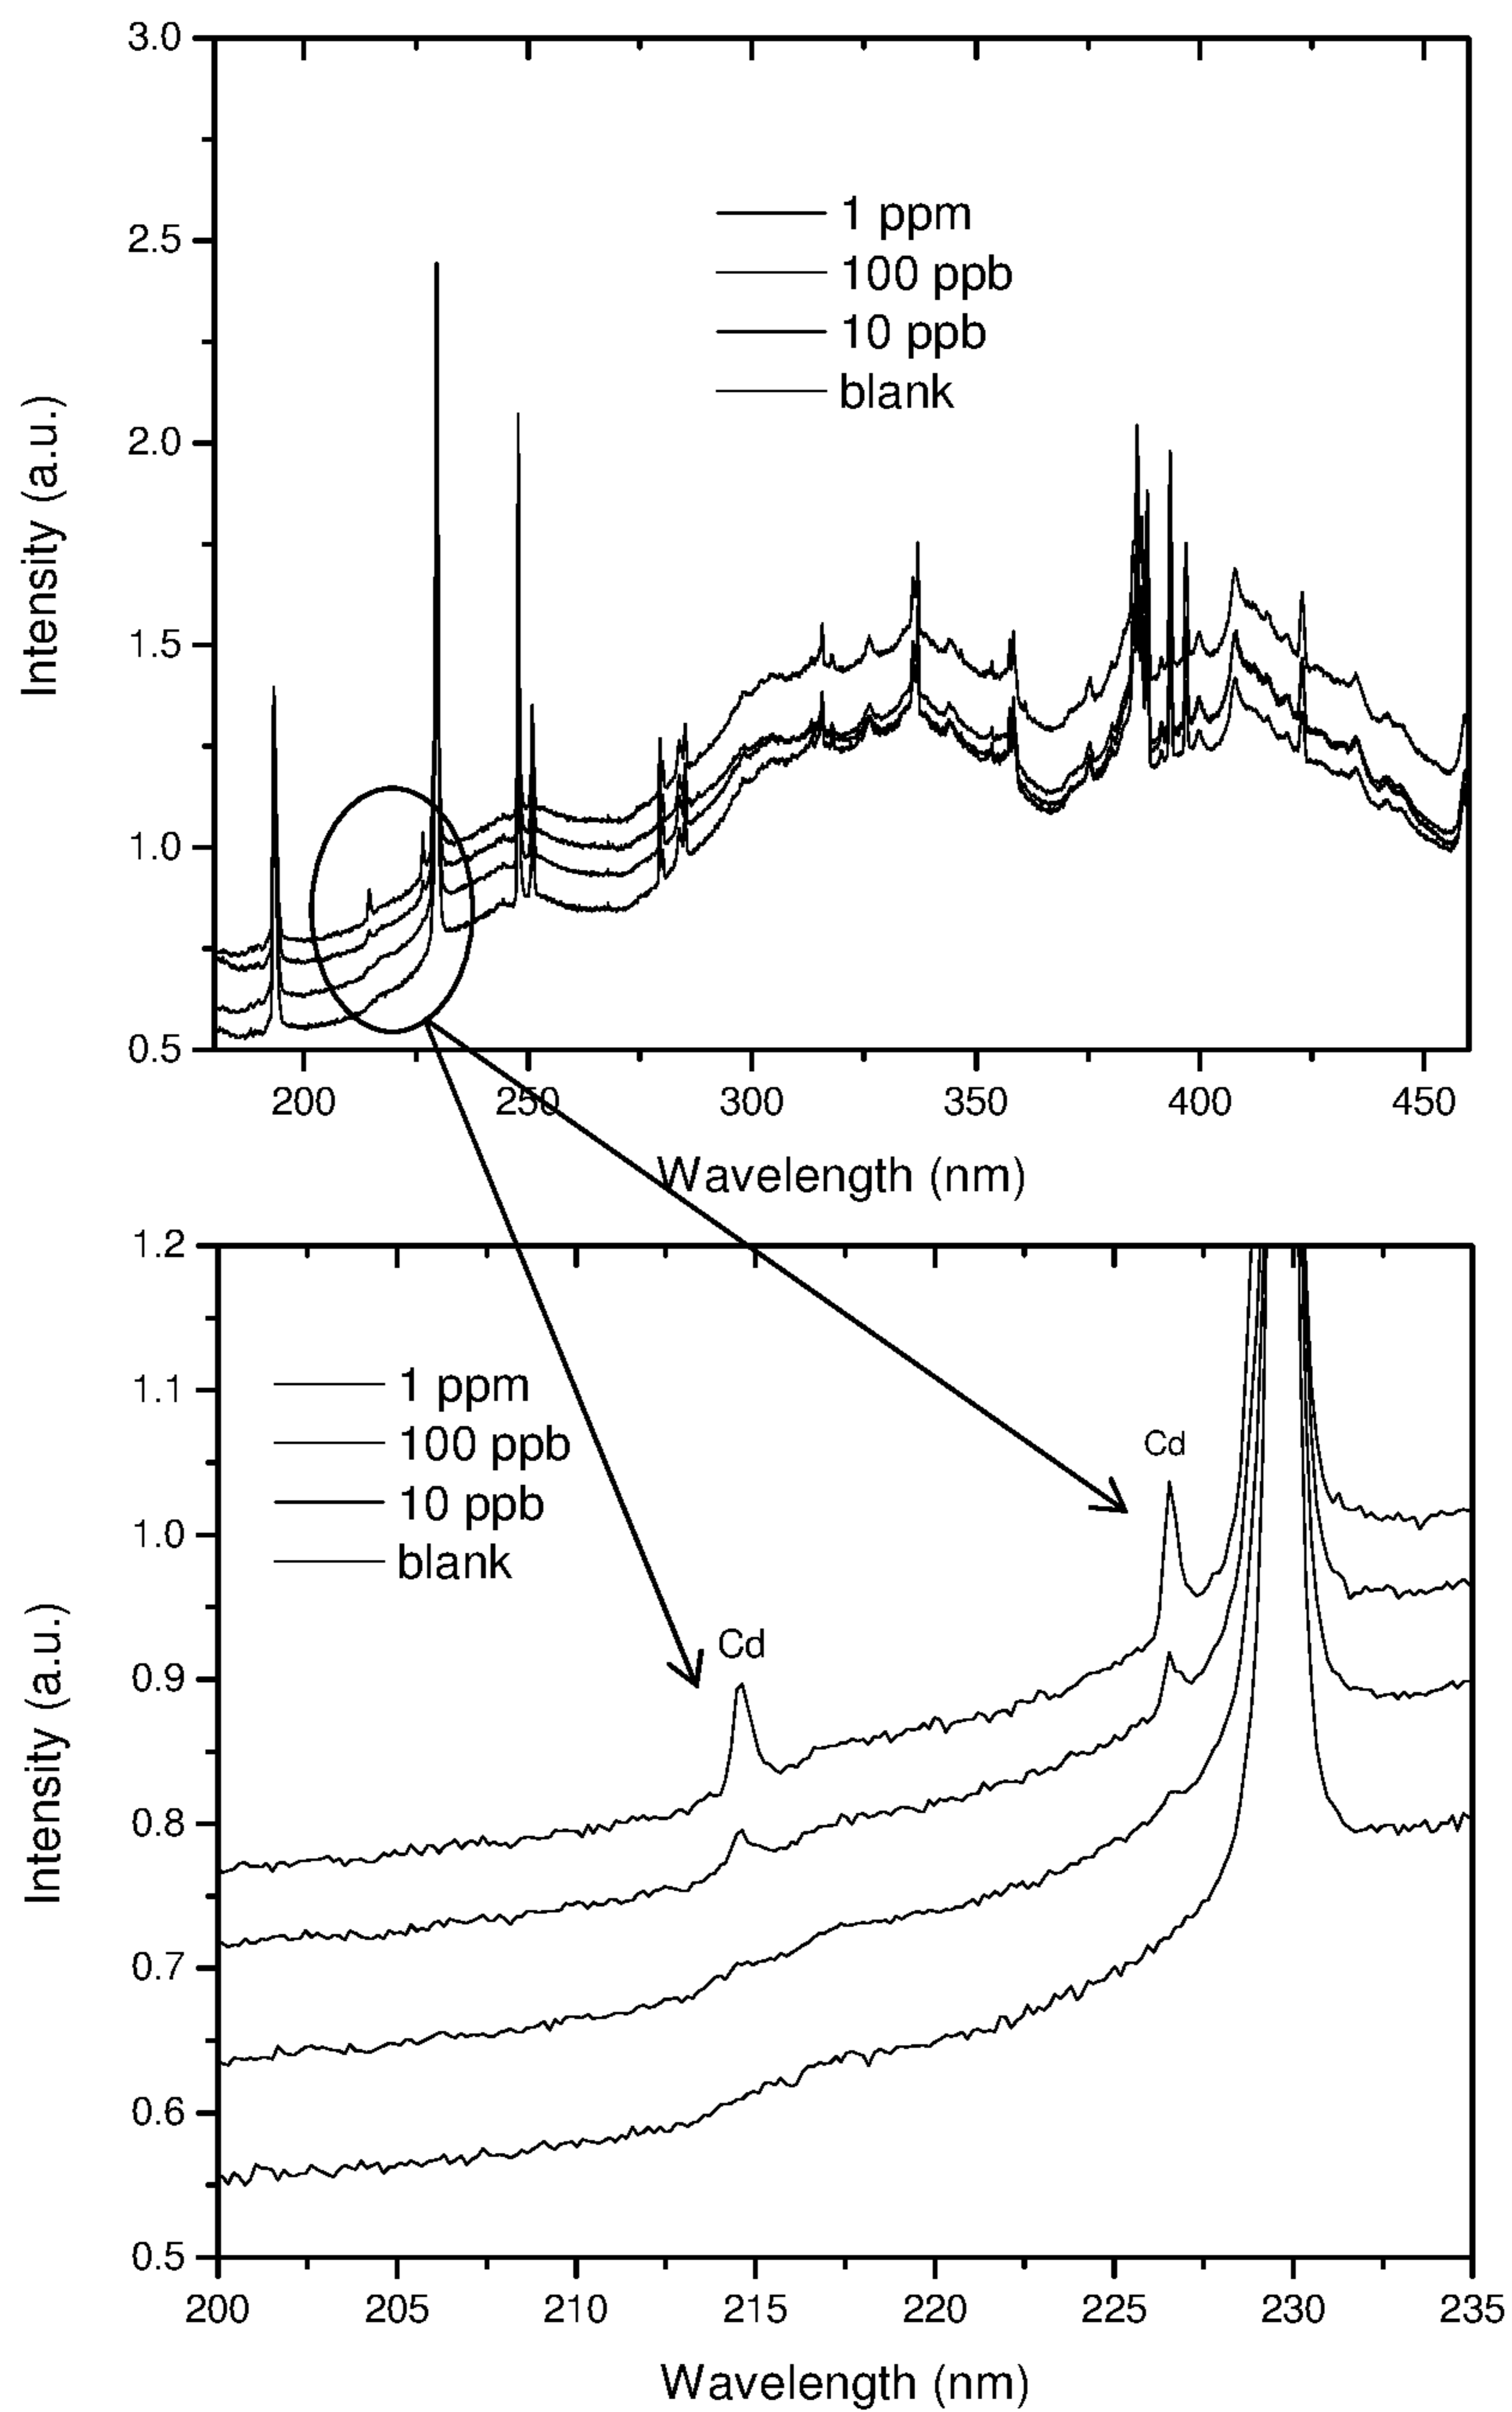 3.0
2.5
2.0
1.5
1.0
0.5
Intensity (a.u.)
1 ppm
100 ppb
10 ppb
blank
200 250 300 350 400 450
Wavelength (nm)
1.2
1.1
1.0
0.9
0.8
0.7
0.6
0.5
Intensity (a.u.)
1 ppm
100 ppb
10 ppb
blank
Cd
Cd
200 205 210 215 220 225 230 235
Wavelength (nm)